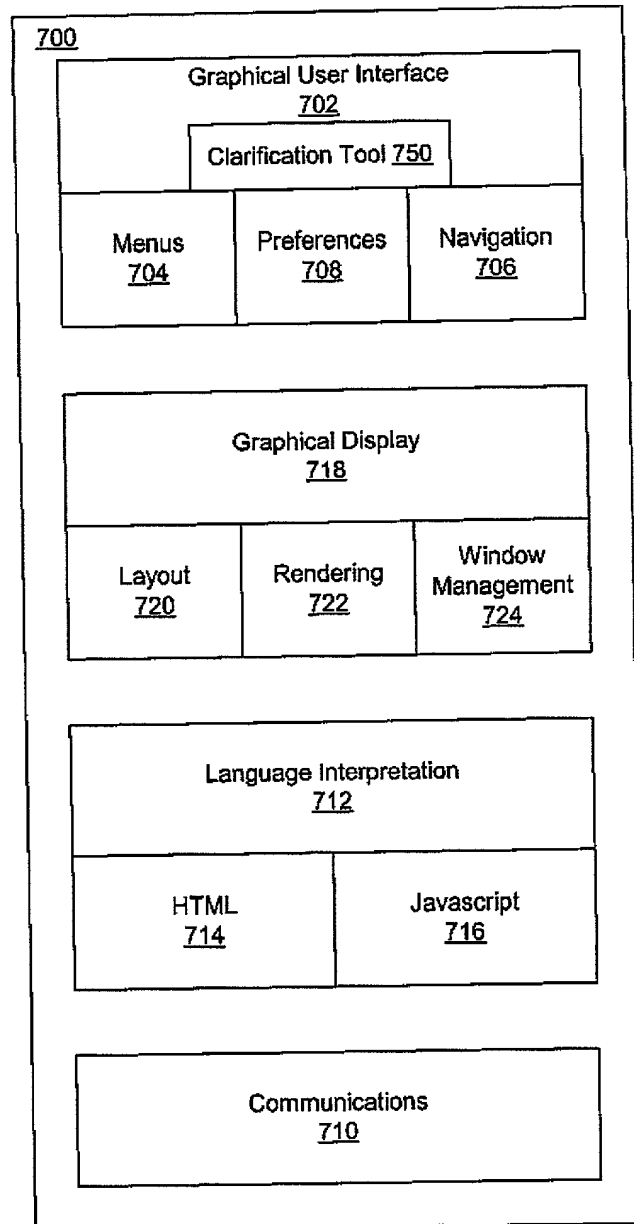 700
Graphical User Interface
702
Clarification Tool 750
Menus
704
Preferences
708
Navigation
706
Graphical Display
718
Layout
720
Rendering
722
Window
Management
724
Language Interpretation
712
HTML
714
Javascript
716
Communications
710